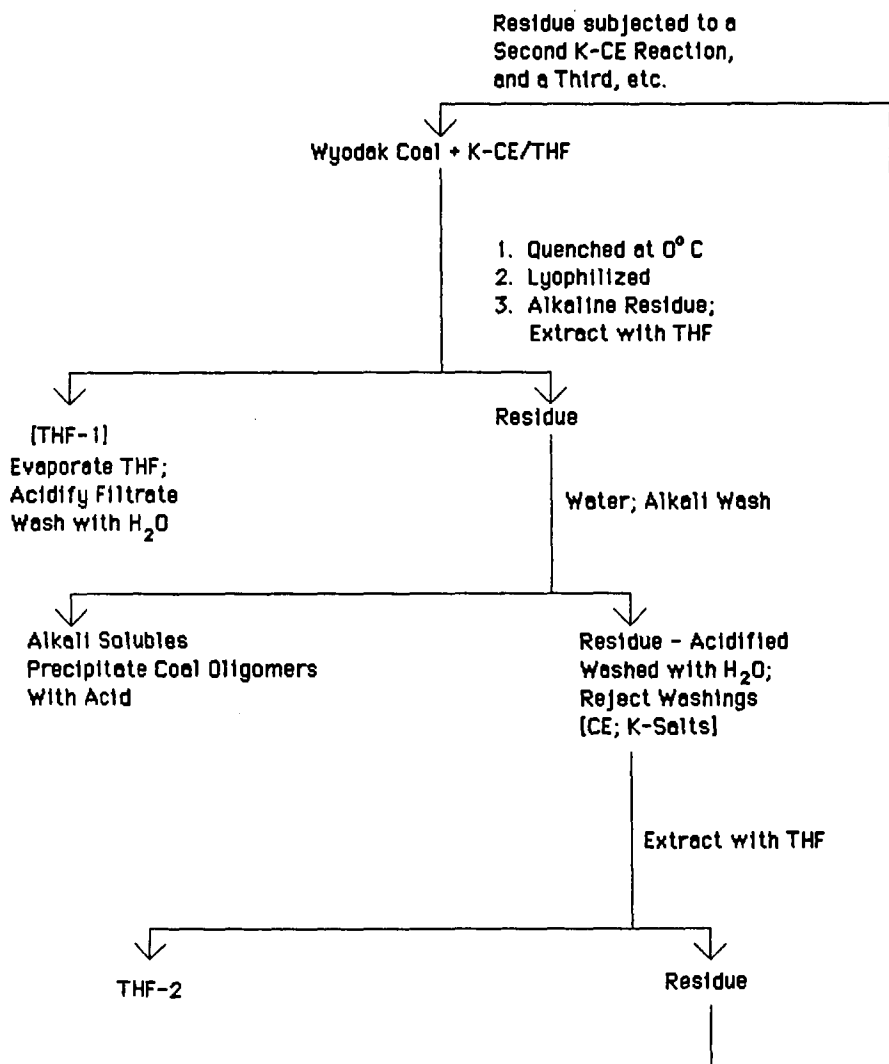 Residue subjected to a
Second K-CE Reaction,
and a Third, etc.
Wyodak Coal + K-CE/THF
1. Quenched at 0° C
2. Lyophilized
3. Alkaline Residue;
Extract with THF
[THF-1]
Evaporate THF;
Acidify Filtrate
Wash with H₂O
Residue
Water; Alkali Wash
Alkali Solubles
Precipitate Coal Oligomers
With Acid
Residue - Acidified
Washed with H₂O;
Reject Washings
[CE; K-Salts]
Extract with THF
THF-2
Residue